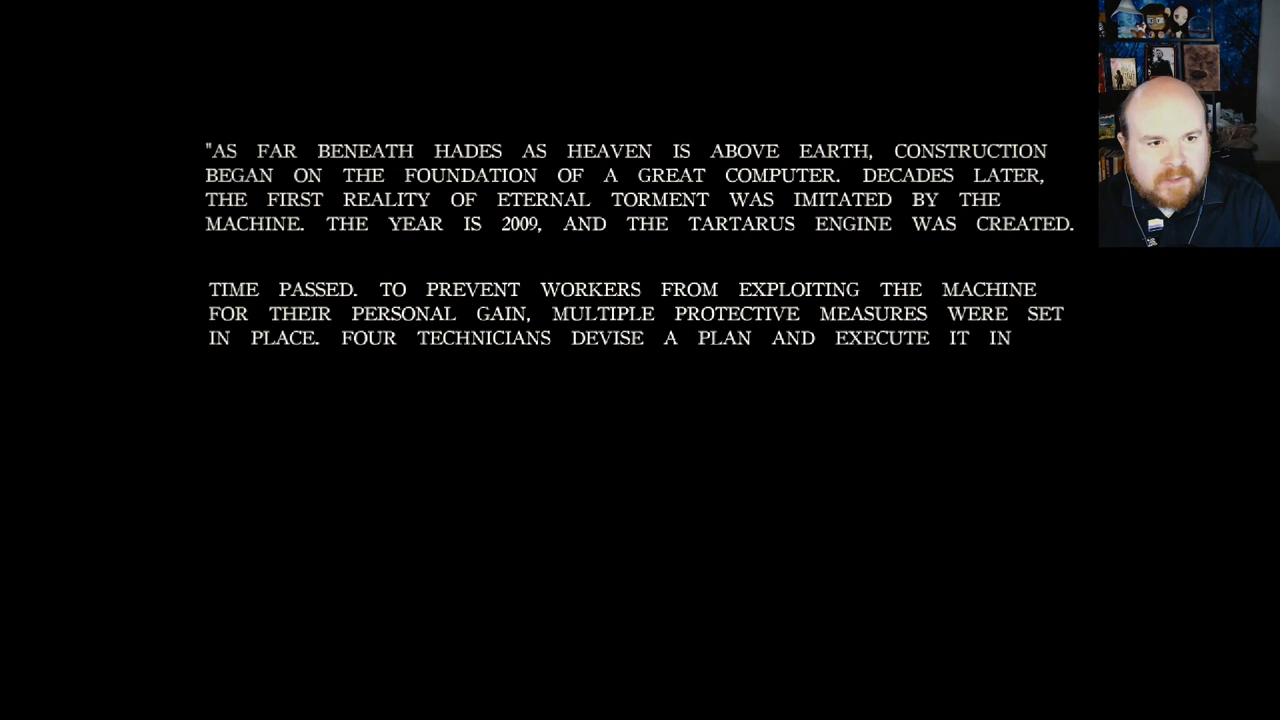 "AS FAR BENEATH HADES AS HEAVEN IS ABOVE EARTH, CONSTRUCTION
BEGAN ON THE FOUNDATION OF A GREAT COMPUTER. DECADES LATER,
THE FIRST REALITY OF ETERNAL TORMENT WAS IMITATED BY THE
MACHINE. THE YEAR IS 2009, AND THE TARTARUS ENGINE WAS CREATED.
TIME PASSED. TO PREVENT WORKERS FROM EXPLOITING THE MACHINE
FOR THEIR PERSONAL GAIN, MULTIPLE PROTECTIVE MEASURES WERE SET
IN PLACE. FOUR TECHNICIANS DEVISE A PLAN AND EXECUTE IT IN